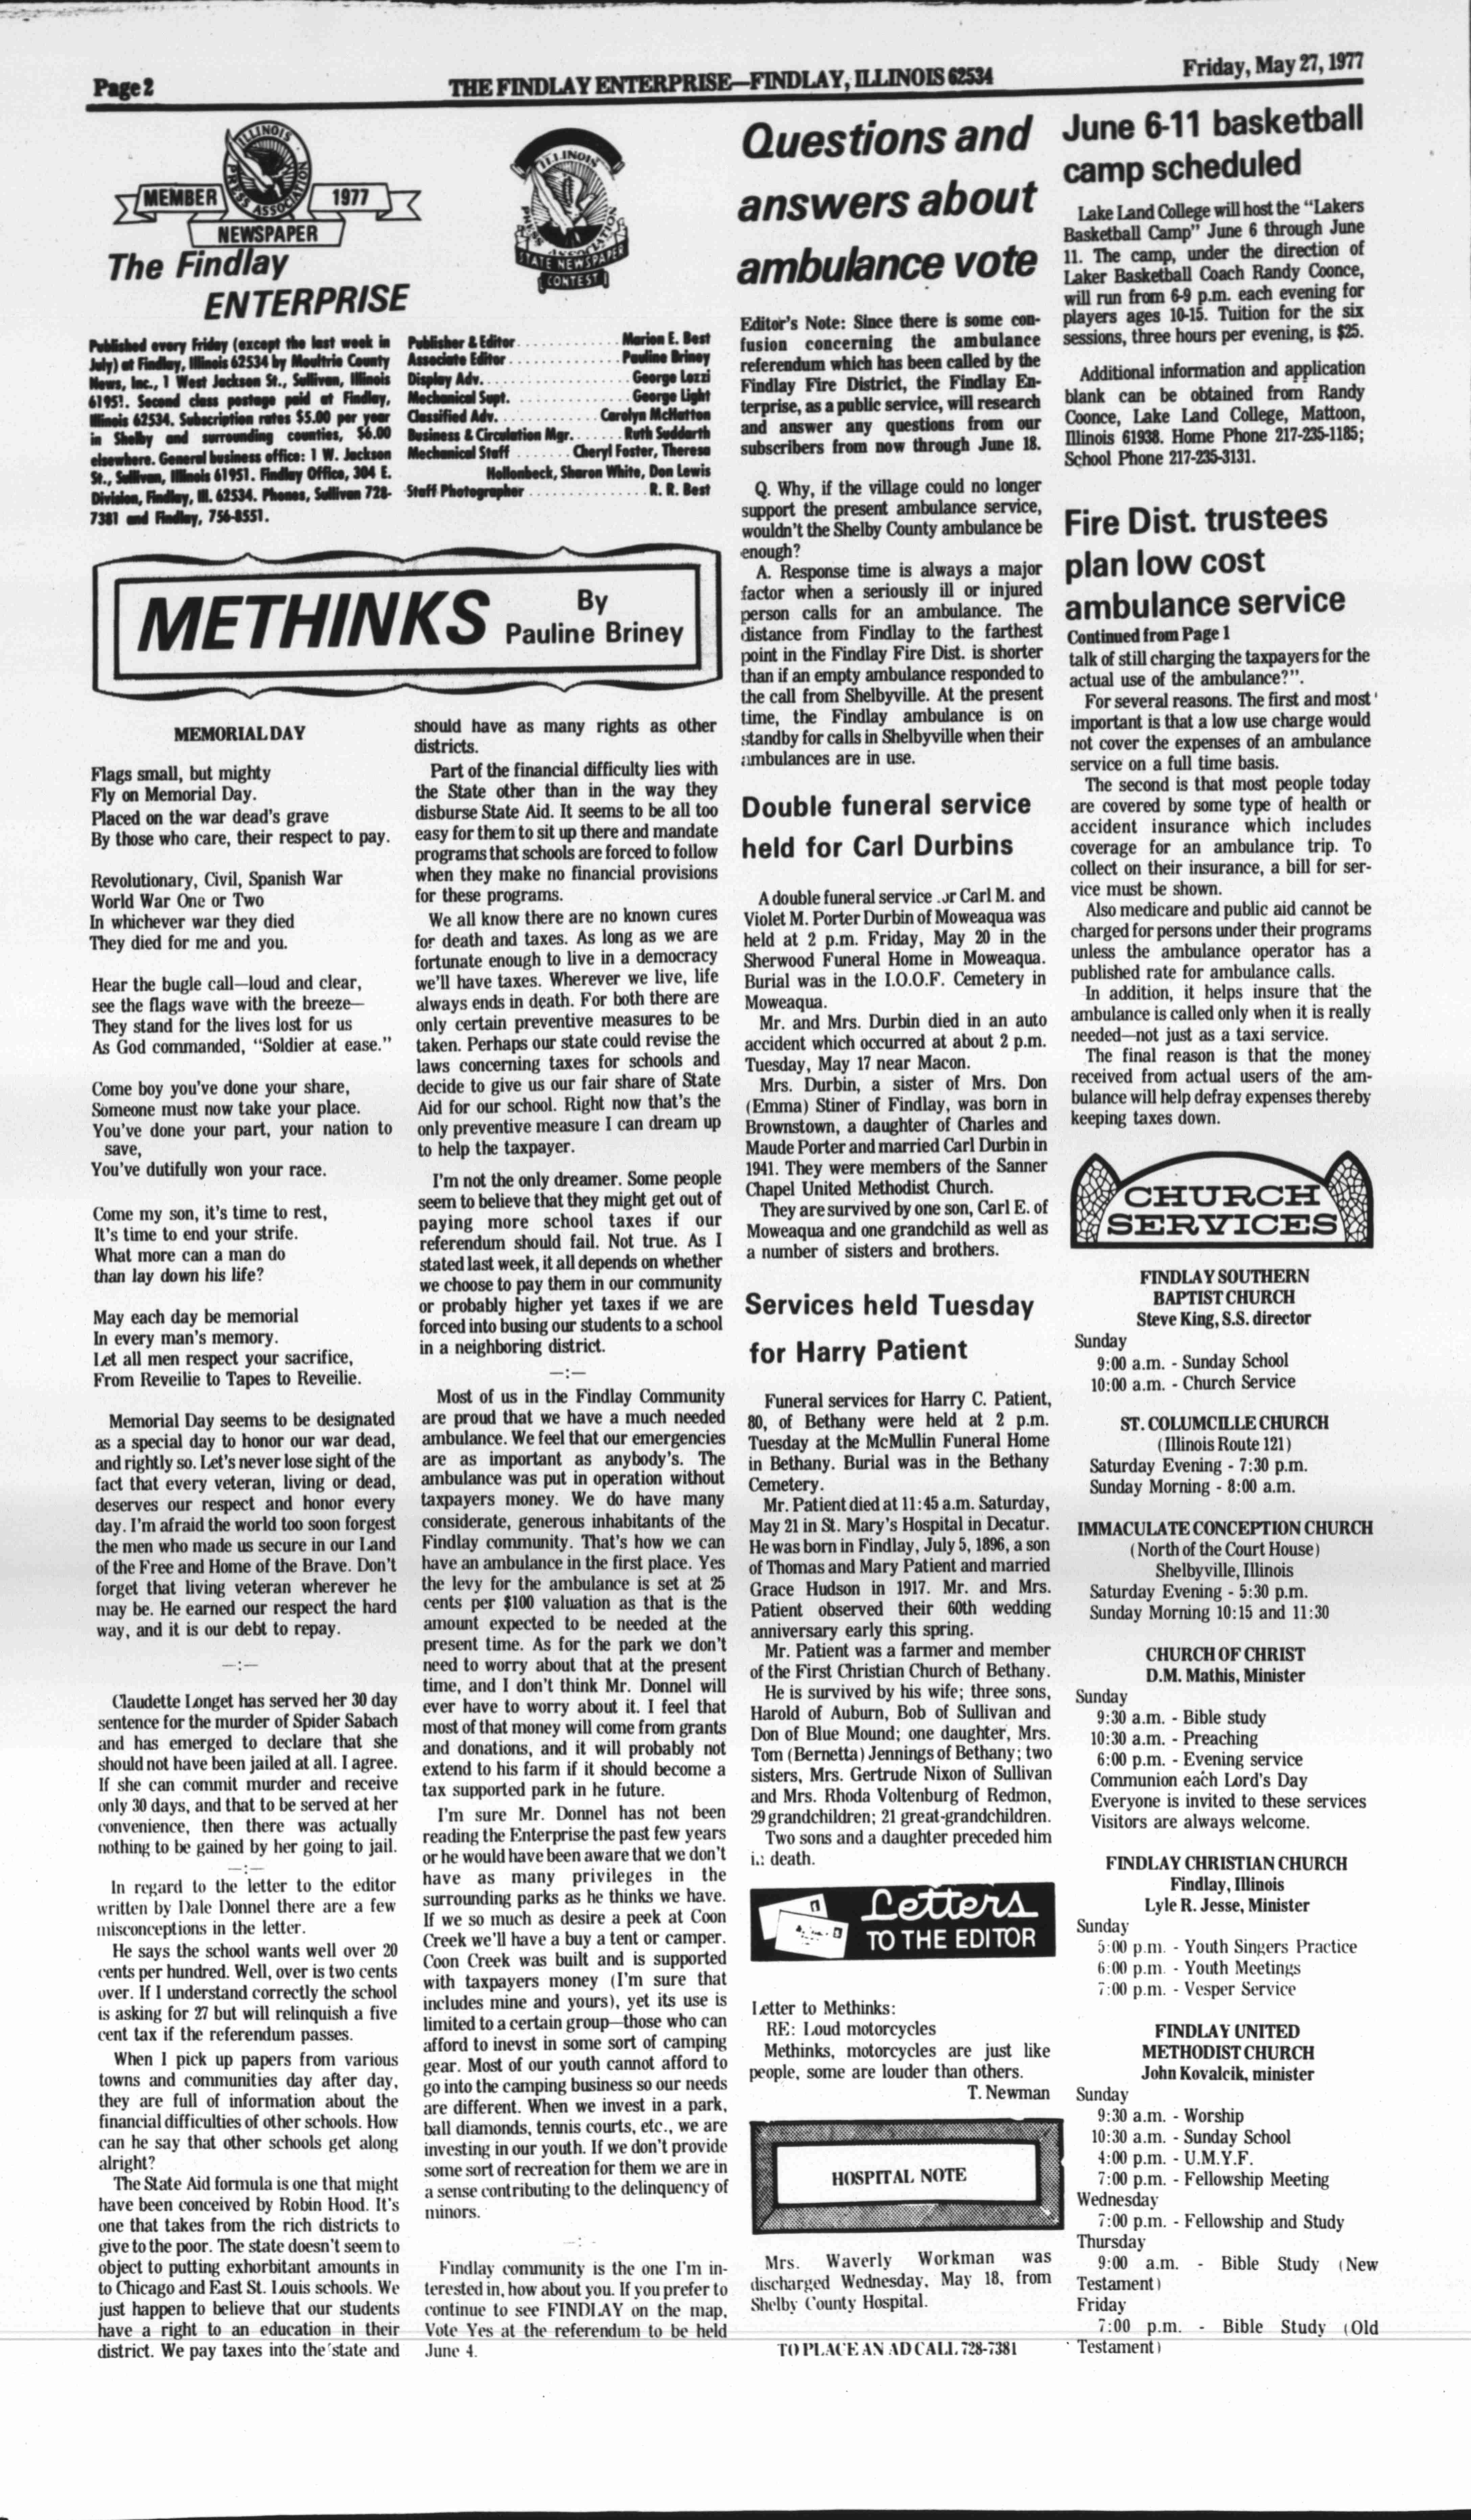 Page 2
THE FINDLAY ENTERPRISE—FINDLAY, ILLINOIS 62534
Friday, May 27, 1977
ILLINOIS
PRESS ASSOCIATION
MEMBER
1977
NEWSPAPER
The Findlay
ENTERPRISE
ILLINOIS
PRESS ASSOCIATION
STATE NEWSPAPER
CONTEST
Published every Friday (except the last week in
July) at Findlay, Illinois 62534 by Moultrie County
News, Inc., 1 West Jackson St., Sullivan, Illinois
61951. Second class postage paid at Findlay,
Illinois 62534. Subscription rates $5.00 per year
in Shelby and surrounding counties, $6.00
elsewhere. General business office: 1 W. Jackson
St., Sullivan, Illinois 61951. Findlay Office, 304 E.
Division, Findlay, Ill. 62534. Phones, Sullivan 728-
7381 and Findlay, 756-8551.
Publisher & Editor . . . . . . . . . . . . Marion E. Best
Associate Editor . . . . . . . . . . . . . Pauline Briney
Display Adv. . . . . . . . . . . . . . . . . George Lezzi
Mechanical Supt. . . . . . . . . . . . . . George Light
Classified Adv. . . . . . . . . . . . Carolyn McHatton
Business & Circulation Mgr. . . . . . Ruth Suddarth
Mechanical Staff . . . . . . . Cheryl Foster, Theresa
Hollonbeck, Sharon White, Don Lewis
Staff Photographer . . . . . . . . . . . . . . R. R. Best
METHINKS
By
Pauline Briney
MEMORIAL DAY
Flags small, but mighty
Fly on Memorial Day.
Placed on the war dead's grave
By those who care, their respect to pay.
Revolutionary, Civil, Spanish War
World War One or Two
In whichever war they died
They died for me and you.
Hear the bugle call—loud and clear,
see the flags wave with the breeze—
They stand for the lives lost for us
As God commanded, "Soldier at ease."
Come boy you've done your share,
Someone must now take your place.
You've done your part, your nation to
save,
You've dutifully won your race.
Come my son, it's time to rest,
It's time to end your strife.
What more can a man do
than lay down his life?
May each day be memorial
In every man's memory.
Let all men respect your sacrifice,
From Reveilie to Tapes to Reveilie.
Memorial Day seems to be designated
as a special day to honor our war dead,
and rightly so. Let's never lose sight of the
fact that every veteran, living or dead,
deserves our respect and honor every
day. I'm afraid the world too soon forgest
the men who made us secure in our Land
of the Free and Home of the Brave. Don't
forget that living veteran wherever he
may be. He earned our respect the hard
way, and it is our debt to repay.
—:—
Claudette Longet has served her 30 day
sentence for the murder of Spider Sabach
and has emerged to declare that she
should not have been jailed at all. I agree.
If she can commit murder and receive
only 30 days, and that to be served at her
convenience, then there was actually
nothing to be gained by her going to jail.
—:—
In regard to the letter to the editor
written by Dale Donnel there are a few
misconceptions in the letter.
He says the school wants well over 20
cents per hundred. Well, over is two cents
over. If I understand correctly the school
is asking for 27 but will relinquish a five
cent tax if the referendum passes.
When I pick up papers from various
towns and communities day after day,
they are full of information about the
financial difficulties of other schools. How
can he say that other schools get along
alright?
The State Aid formula is one that might
have been conceived by Robin Hood. It's
one that takes from the rich districts to
give to the poor. The state doesn't seem to
object to putting exhorbitant amounts in
to Chicago and East St. Louis schools. We
just happen to believe that our students
have a right to an education in their
district. We pay taxes into the state and
should have as many rights as other
districts.
Part of the financial difficulty lies with
the State other than in the way they
disburse State Aid. It seems to be all too
easy for them to sit up there and mandate
programs that schools are forced to follow
when they make no financial provisions
for these programs.
We all know there are no known cures
for death and taxes. As long as we are
fortunate enough to live in a democracy
we'll have taxes. Wherever we live, life
always ends in death. For both there are
only certain preventive measures to be
taken. Perhaps our state could revise the
laws concerning taxes for schools and
decide to give us our fair share of State
Aid for our school. Right now that's the
only preventive measure I can dream up
to help the taxpayer.
I'm not the only dreamer. Some people
seem to believe that they might get out of
paying more school taxes if our
referendum should fail. Not true. As I
stated last week, it all depends on whether
we choose to pay them in our community
or probably higher yet taxes if we are
forced into busing our students to a school
in a neighboring district.
—:—
Most of us in the Findlay Community
are proud that we have a much needed
ambulance. We feel that our emergencies
are as important as anybody's. The
ambulance was put in operation without
taxpayers money. We do have many
considerate, generous inhabitants of the
Findlay community. That's how we can
have an ambulance in the first place. Yes
the levy for the ambulance is set at 25
cents per $100 valuation as that is the
amount expected to be needed at the
present time. As for the park we don't
need to worry about that at the present
time, and I don't think Mr. Donnel will
ever have to worry about it. I feel that
most of that money will come from grants
and donations, and it will probably not
extend to his farm if it should become a
tax supported park in he future.
I'm sure Mr. Donnel has not been
reading the Enterprise the past few years
or he would have been aware that we don't
have as many privileges in the
surrounding parks as he thinks we have.
If we so much as desire a peek at Coon
Creek we'll have a buy a tent or camper.
Coon Creek was built and is supported
with taxpayers money (I'm sure that
includes mine and yours), yet its use is
limited to a certain group—those who can
afford to inevst in some sort of camping
gear. Most of our youth cannot afford to
go into the camping business so our needs
are different. When we invest in a park,
ball diamonds, tennis courts, etc., we are
investing in our youth. If we don't provide
some sort of recreation for them we are in
a sense contributing to the delinquency of
minors.
—:—
Findlay community is the one I'm in-
terested in, how about you. If you prefer to
continue to see FINDLAY on the map,
Vote Yes at the referendum to be held
June 4.
Questions and
answers about
ambulance vote
Editor's Note: Since there is some con-
fusion concerning the ambulance
referendum which has been called by the
Findlay Fire District, the Findlay En-
terprise, as a public service, will research
and answer any questions from our
subscribers from now through June 18.
Q. Why, if the village could no longer
support the present ambulance service,
wouldn't the Shelby County ambulance be
enough?
A. Response time is always a major
factor when a seriously ill or injured
person calls for an ambulance. The
distance from Findlay to the farthest
point in the Findlay Fire Dist. is shorter
than if an empty ambulance responded to
the call from Shelbyville. At the present
time, the Findlay ambulance is on
standby for calls in Shelbyville when their
ambulances are in use.
Double funeral service
held for Carl Durbins
A double funeral service for Carl M. and
Violet M. Porter Durbin of Moweaqua was
held at 2 p.m. Friday, May 20 in the
Sherwood Funeral Home in Moweaqua.
Burial was in the I.O.O.F. Cemetery in
Moweaqua.
Mr. and Mrs. Durbin died in an auto
accident which occurred at about 2 p.m.
Tuesday, May 17 near Macon.
Mrs. Durbin, a sister of Mrs. Don
(Emma) Stiner of Findlay, was born in
Brownstown, a daughter of Charles and
Maude Porter and married Carl Durbin in
1941. They were members of the Sanner
Chapel United Methodist Church.
They are survived by one son, Carl E. of
Moweaqua and one grandchild as well as
a number of sisters and brothers.
Services held Tuesday
for Harry Patient
Funeral services for Harry C. Patient,
80, of Bethany were held at 2 p.m.
Tuesday at the McMullin Funeral Home
in Bethany. Burial was in the Bethany
Cemetery.
Mr. Patient died at 11:45 a.m. Saturday,
May 21 in St. Mary's Hospital in Decatur.
He was born in Findlay, July 5, 1896, a son
of Thomas and Mary Patient and married
Grace Hudson in 1917. Mr. and Mrs.
Patient observed their 60th wedding
anniversary early this spring.
Mr. Patient was a farmer and member
of the First Christian Church of Bethany.
He is survived by his wife; three sons,
Harold of Auburn, Bob of Sullivan and
Don of Blue Mound; one daughter, Mrs.
Tom (Bernetta) Jennings of Bethany; two
sisters, Mrs. Gertrude Nixon of Sullivan
and Mrs. Rhoda Voltenburg of Redmon,
29 grandchildren; 21 great-grandchildren.
Two sons and a daughter preceded him
in death.
Letters
TO THE EDITOR
Letter to Methinks:
RE: Loud motorcycles
Methinks, motorcycles are just like
people, some are louder than others.
T. Newman
HOSPITAL NOTE
Mrs. Waverly Workman was
discharged Wednesday, May 18, from
Shelby County Hospital.
TO PLACE AN AD CALL 728-7381
June 6-11 basketball
camp scheduled
Lake Land College will host the "Lakers
Basketball Camp" June 6 through June
11. The camp, under the direction of
Laker Basketball Coach Randy Coonce,
will run from 6-9 p.m. each evening for
players ages 10-15. Tuition for the six
sessions, three hours per evening, is $25.
Additional information and application
blank can be obtained from Randy
Coonce, Lake Land College, Mattoon,
Illinois 61938. Home Phone 217-235-1185;
School Phone 217-235-3131.
Fire Dist. trustees
plan low cost
ambulance service
Continued from Page 1
talk of still charging the taxpayers for the
actual use of the ambulance?".
For several reasons. The first and most
important is that a low use charge would
not cover the expenses of an ambulance
service on a full time basis.
The second is that most people today
are covered by some type of health or
accident insurance which includes
coverage for an ambulance trip. To
collect on their insurance, a bill for ser-
vice must be shown.
Also medicare and public aid cannot be
charged for persons under their programs
unless the ambulance operator has a
published rate for ambulance calls.
In addition, it helps insure that the
ambulance is called only when it is really
needed—not just as a taxi service.
The final reason is that the money
received from actual users of the am-
bulance will help defray expenses thereby
keeping taxes down.
CHURCH
SERVICES
FINDLAY SOUTHERN
BAPTIST CHURCH
Steve King, S.S. director
Sunday
9:00 a.m. - Sunday School
10:00 a.m. - Church Service
ST. COLUMCILLE CHURCH
(Illinois Route 121)
Saturday Evening - 7:30 p.m.
Sunday Morning - 8:00 a.m.
IMMACULATE CONCEPTION CHURCH
(North of the Court House)
Shelbyville, Illinois
Saturday Evening - 5:30 p.m.
Sunday Morning 10:15 and 11:30
CHURCH OF CHRIST
D.M. Mathis, Minister
Sunday
9:30 a.m. - Bible study
10:30 a.m. - Preaching
6:00 p.m. - Evening service
Communion each Lord's Day
Everyone is invited to these services
Visitors are always welcome.
FINDLAY CHRISTIAN CHURCH
Findlay, Illinois
Lyle R. Jesse, Minister
Sunday
5:00 p.m. - Youth Singers Practice
6:00 p.m. - Youth Meetings
7:00 p.m. - Vesper Service
FINDLAY UNITED
METHODIST CHURCH
John Kovalcik, minister
Sunday
9:30 a.m. - Worship
10:30 a.m. - Sunday School
4:00 p.m. - U.M.Y.F.
7:00 p.m. - Fellowship Meeting
Wednesday
7:00 p.m. - Fellowship and Study
Thursday
9:00 a.m. - Bible Study (New
Testament)
Friday
7:00 p.m. - Bible Study (Old
Testament)